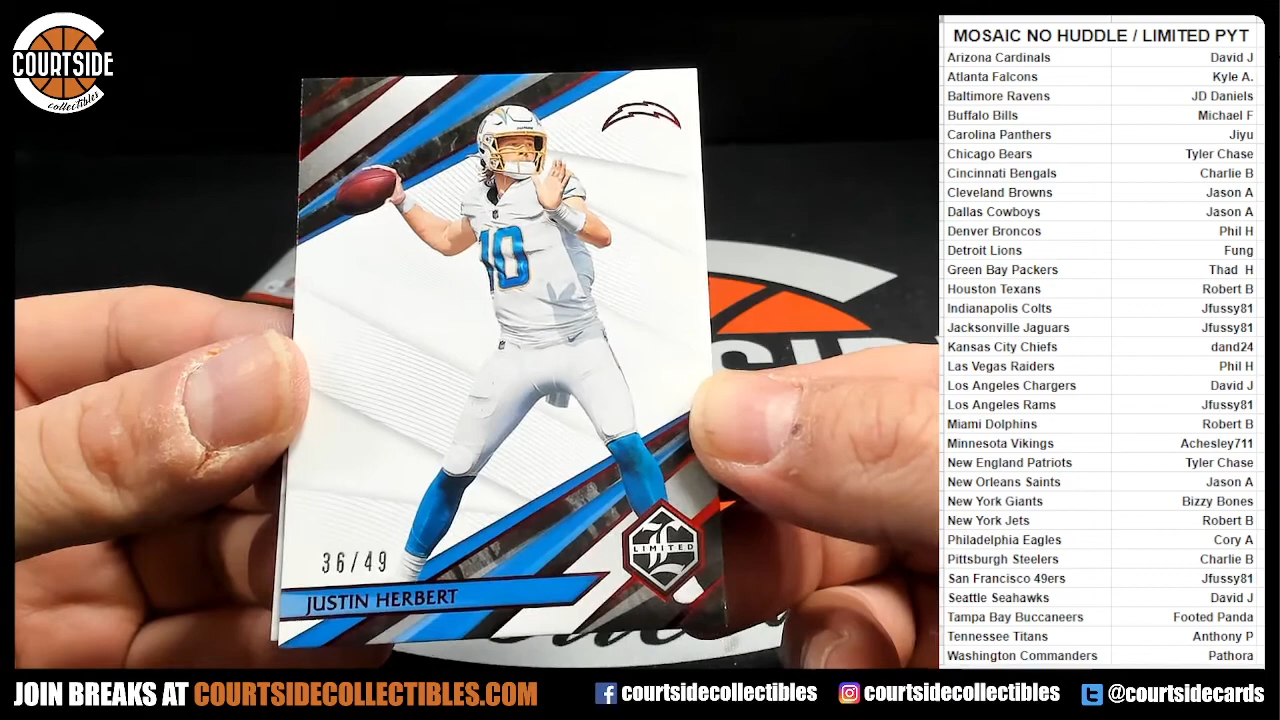 COURTSIDE
collectibles
10
36/49
JUSTIN HERBERT
LIMITED
MOSAIC NO HUDDLE / LIMITED PYT
Arizona Cardinals David J
Atlanta Falcons Kyle A.
Baltimore Ravens JD Daniels
Buffalo Bills Michael F
Carolina Panthers Jiyu
Chicago Bears Tyler Chase
Cincinnati Bengals Charlie B
Cleveland Browns Jason A
Dallas Cowboys Jason A
Denver Broncos Phil H
Detroit Lions Fung
Green Bay Packers Thad H
Houston Texans Robert B
Indianapolis Colts Jfussy81
Jacksonville Jaguars Jfussy81
Kansas City Chiefs dand24
Las Vegas Raiders Phil H
Los Angeles Chargers David J
Los Angeles Rams Jfussy81
Miami Dolphins Robert B
Minnesota Vikings Achesley711
New England Patriots Tyler Chase
New Orleans Saints Jason A
New York Giants Bizzy Bones
New York Jets Robert B
Philadelphia Eagles Cory A
Pittsburgh Steelers Charlie B
San Francisco 49ers Jfussy81
Seattle Seahawks David J
Tampa Bay Buccaneers Footed Panda
Tennessee Titans Anthony P
Washington Commanders Pathora
JOIN BREAKS AT COURTSIDECOLLECTIBLES.COM
courtsidecollectibles
courtsidecollectibles
@courtsidecards